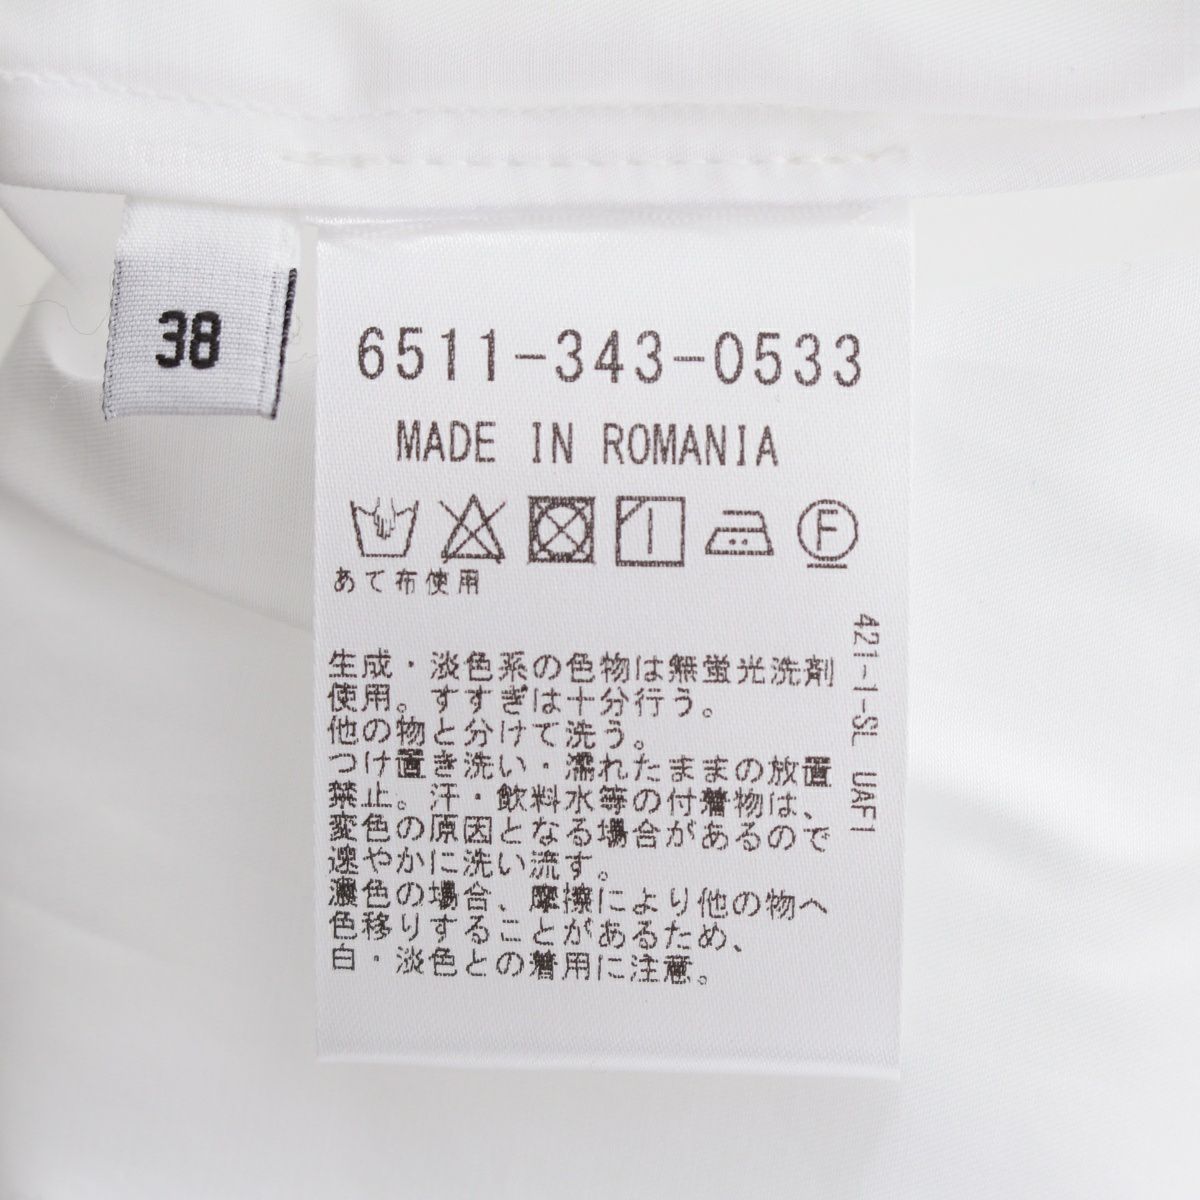 38
6511-343-0533
MADE IN ROMANIA
F
あて布使用
生成・淡色系の色物は無蛍光洗剤
使用。すすぎは十分行う。
他の物と分けて洗う。
つけ置き洗い・濡れたままの放置
禁止。汗・飲料水等の付着物は、
変色の原因となる場合があるので
速やかに洗い流す。
濃色の場合、摩擦により他の物へ
色移りすることがあるため、
白・淡色との着用に注意。
421-1-SL UAF1